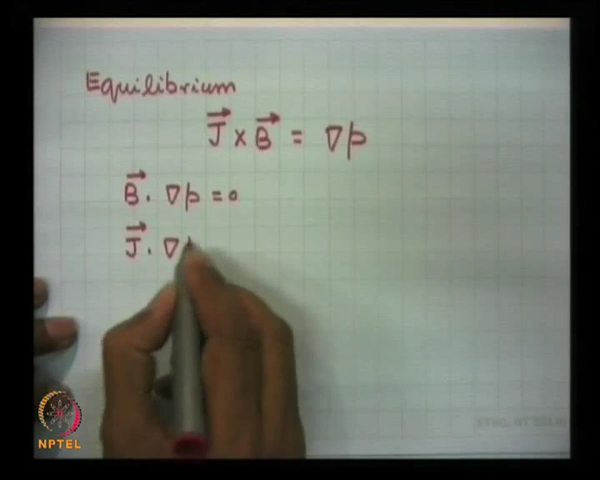 Equilibrium
J⃗ × B⃗ = ∇p
B⃗ . ∇p = 0
J⃗ . ∇
NPTEL